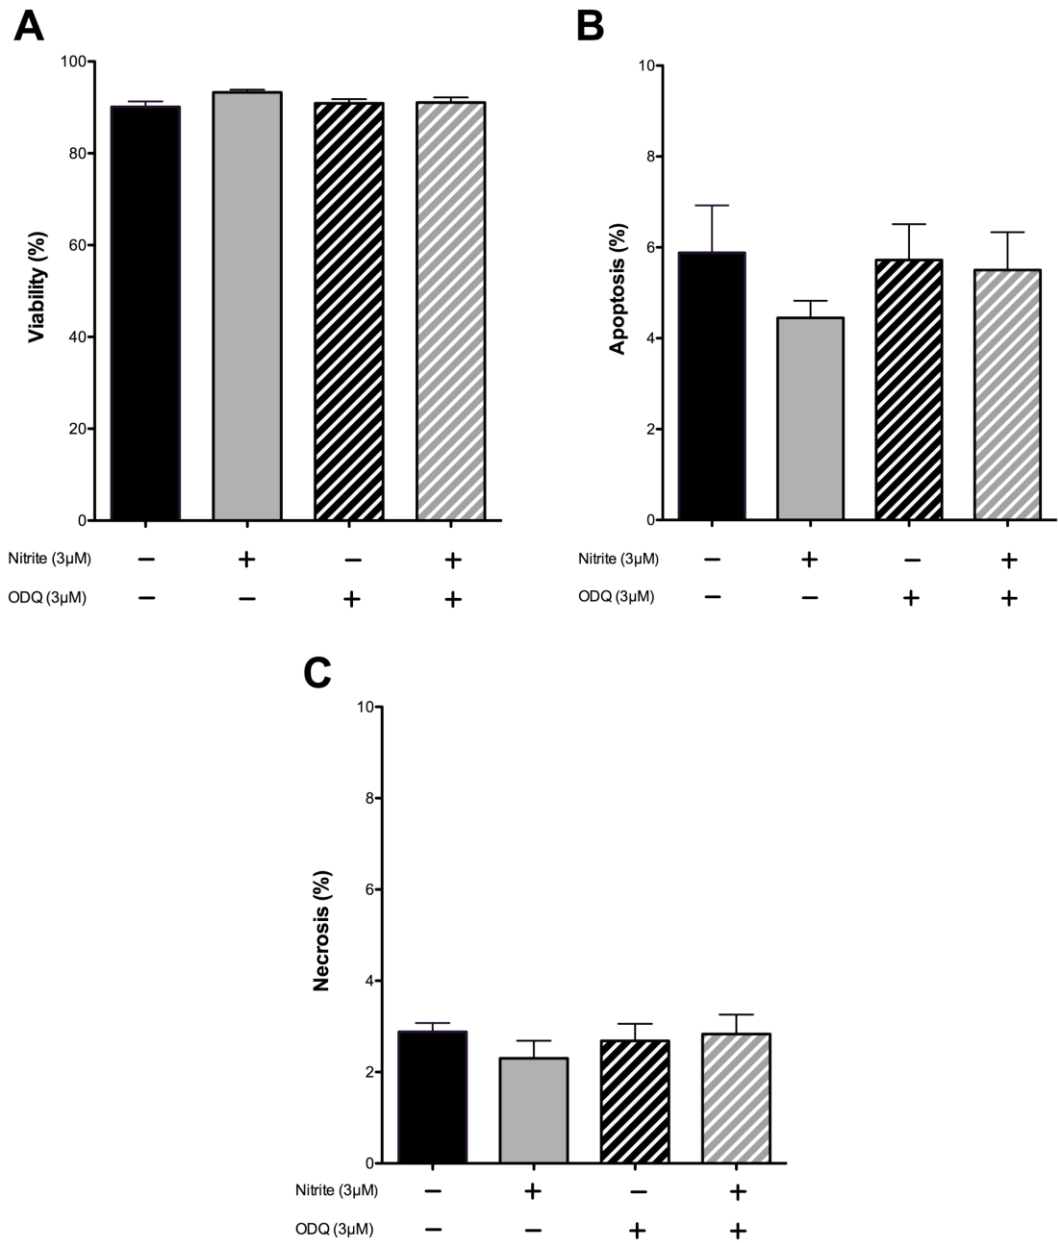 A
100
80
60
40
20
0
Viability (%)
Nitrite (3µM) − + − +
ODQ (3µM) − − + +
B
10
8
6
4
2
0
Apoptosis (%)
Nitrite (3µM) − + − +
ODQ (3µM) − − + +
C
10
8
6
4
2
0
Necrosis (%)
Nitrite (3µM) − + − +
ODQ (3µM) − − + +